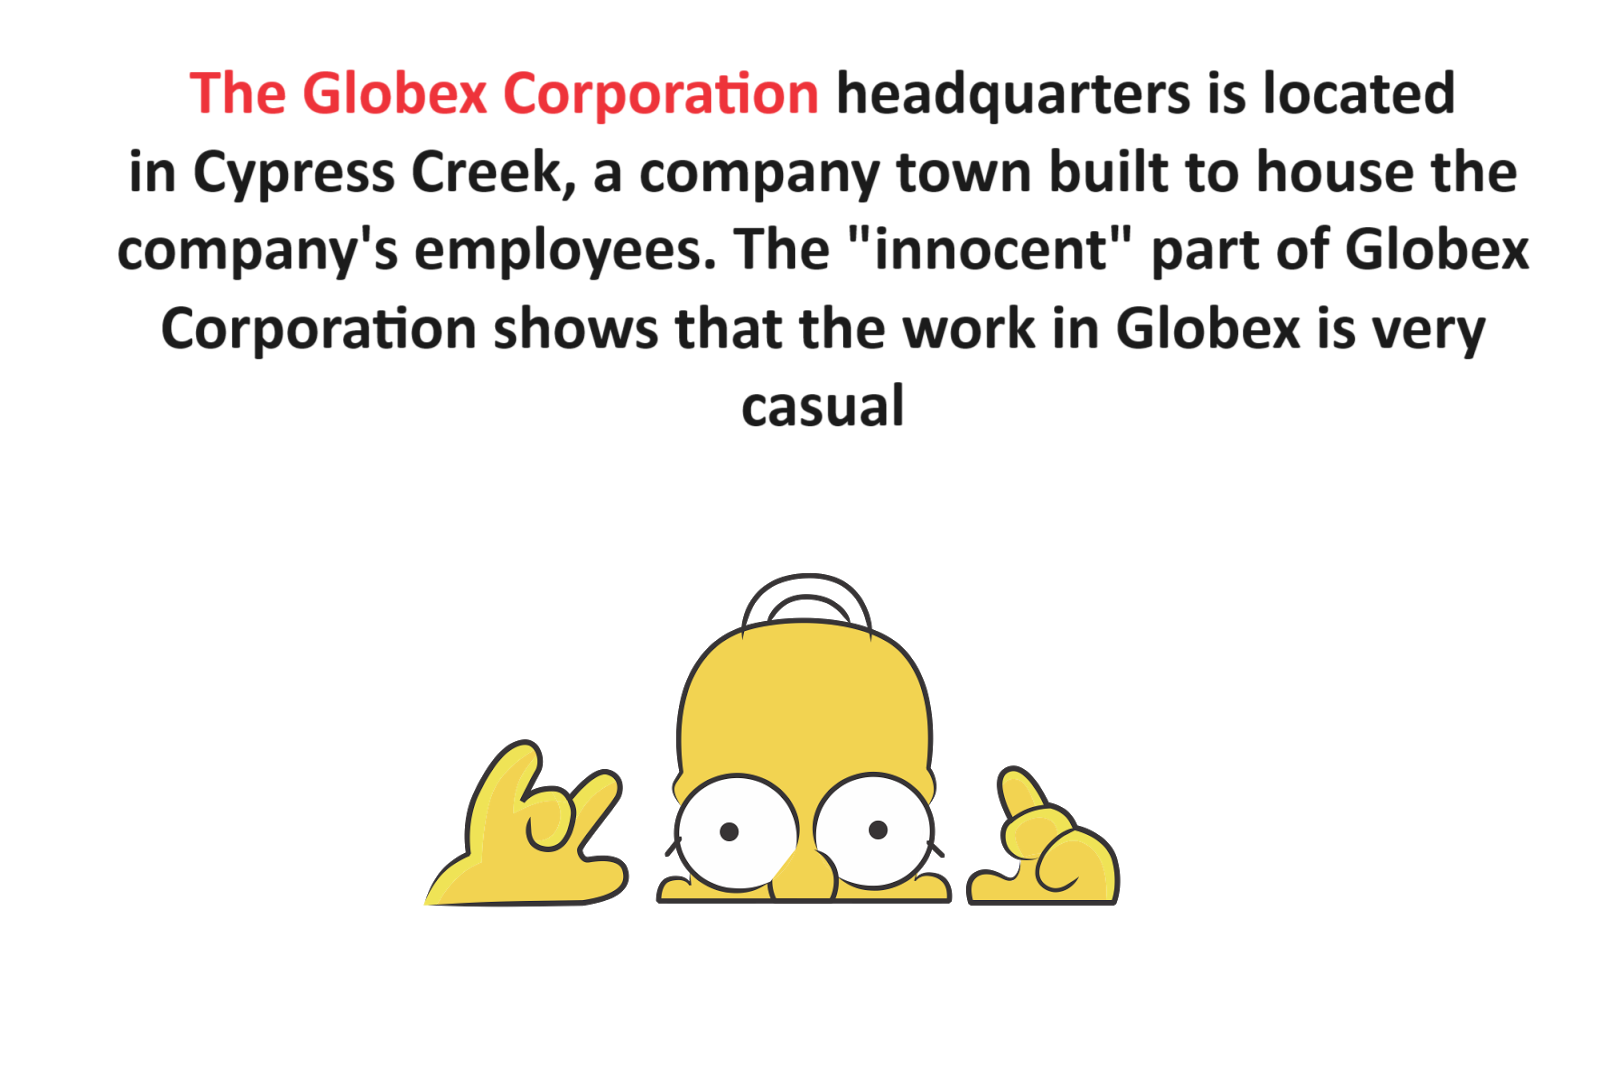 The Globex Corporation headquarters is located
in Cypress Creek, a company town built to house the
company's employees. The "innocent" part of Globex
Corporation shows that the work in Globex is very
casual